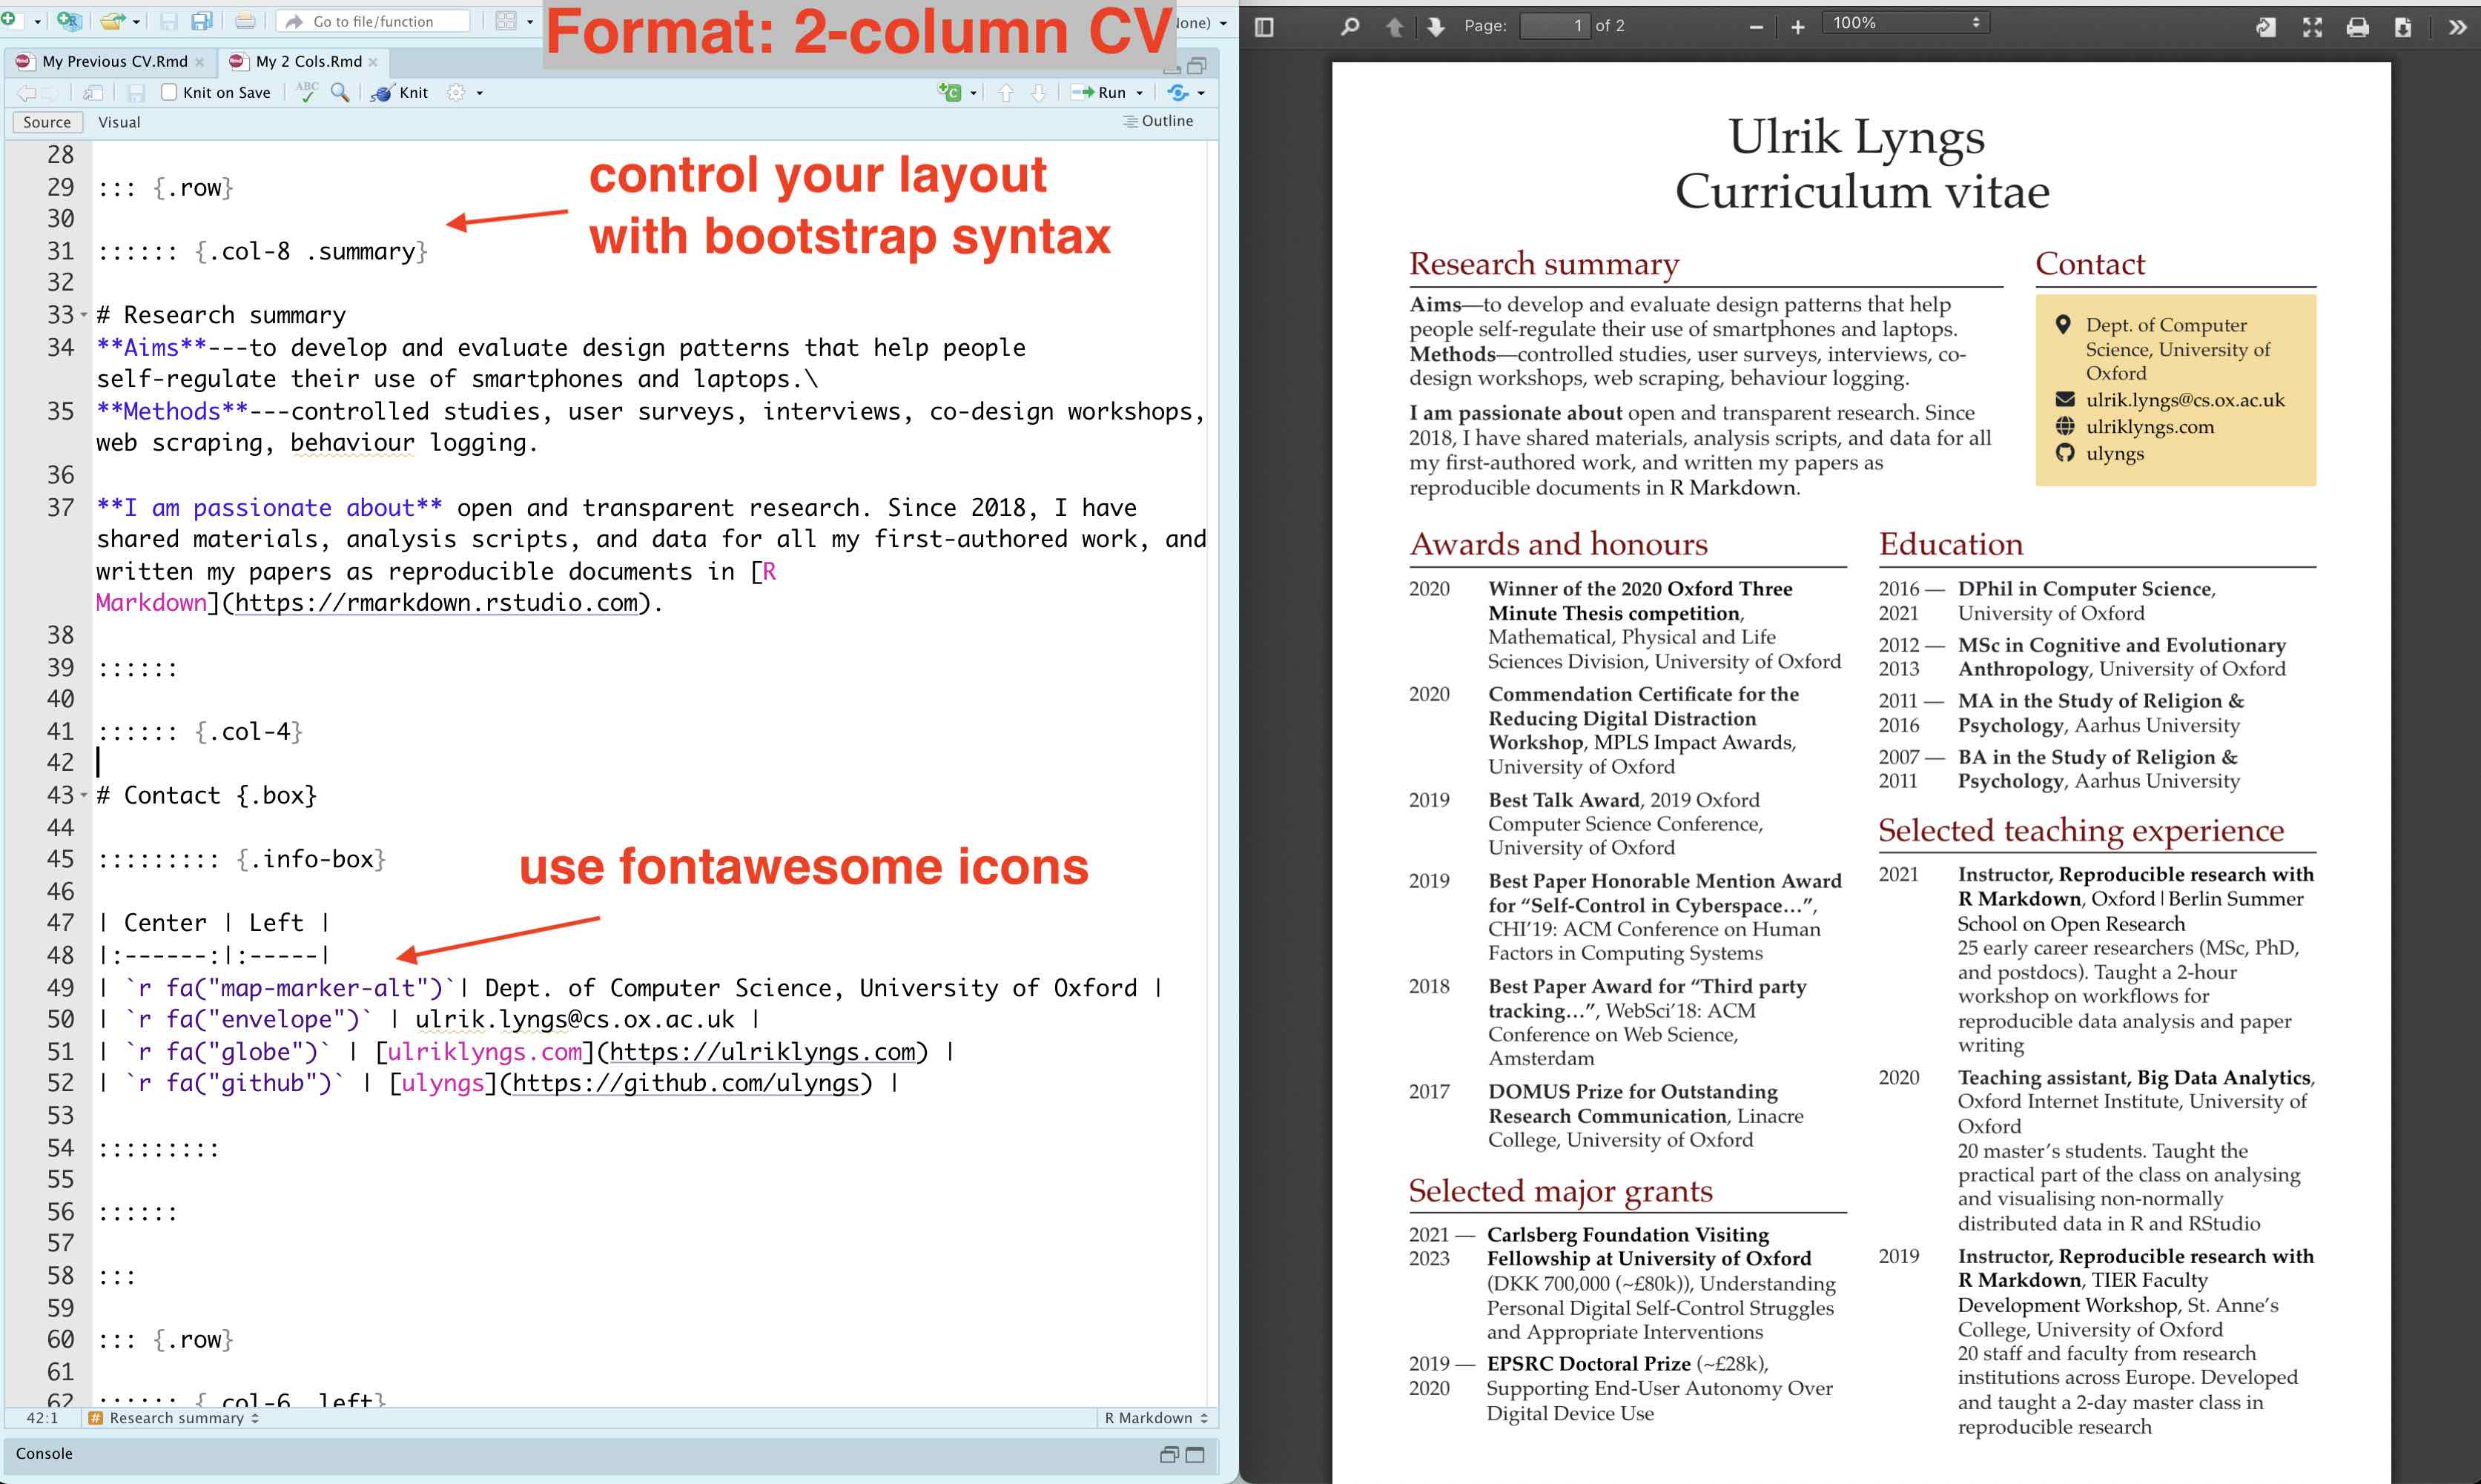 Go to file/function
Format: 2-column CV
None)
My Previous CV.Rmd
My 2 Cols.Rmd
Knit on Save
ABC
Knit
Run
Source
Visual
Outline
28
29 ::: {.row}
30
31 :::::: {.col-8 .summary}
32
control your layout
with bootstrap syntax
33 # Research summary
34 **Aims**---to develop and evaluate design patterns that help people
self-regulate their use of smartphones and laptops.\
35 **Methods**---controlled studies, user surveys, interviews, co-design workshops,
web scraping, behaviour logging.
36
37 **I am passionate about** open and transparent research. Since 2018, I have
shared materials, analysis scripts, and data for all my first-authored work, and
written my papers as reproducible documents in [R
Markdown](https://rmarkdown.rstudio.com).
38
39 ::::::
40
41 :::::: {.col-4}
42
43 # Contact {.box}
44
45 ::::::::: {.info-box}
46
use fontawesome icons
47 | Center | Left |
48 |:------:|:-----|
49 | `r fa("map-marker-alt")`| Dept. of Computer Science, University of Oxford |
50 | `r fa("envelope")` | ulrik.lyngs@cs.ox.ac.uk |
51 | `r fa("globe")` | [ulriklyngs.com](https://ulriklyngs.com) |
52 | `r fa("github")` | [ulyngs](https://github.com/ulyngs) |
53
54 :::::::::
55
56 ::::::
57
58 :::
59
60 ::: {.row}
61
62 :::::: {.col-6 .left}
42:1
Research summary
R Markdown
Console
Page: 1 of 2
100%
Ulrik Lyngs
Curriculum vitae
Research summary
Aims—to develop and evaluate design patterns that help
people self-regulate their use of smartphones and laptops.
Methods—controlled studies, user surveys, interviews, co-
design workshops, web scraping, behaviour logging.
I am passionate about open and transparent research. Since
2018, I have shared materials, analysis scripts, and data for all
my first-authored work, and written my papers as
reproducible documents in R Markdown.
Contact
Dept. of Computer
Science, University of
Oxford
ulrik.lyngs@cs.ox.ac.uk
ulriklyngs.com
ulyngs
Awards and honours
2020 Winner of the 2020 Oxford Three
Minute Thesis competition,
Mathematical, Physical and Life
Sciences Division, University of Oxford
2020 Commendation Certificate for the
Reducing Digital Distraction
Workshop, MPLS Impact Awards,
University of Oxford
2019 Best Talk Award, 2019 Oxford
Computer Science Conference,
University of Oxford
2019 Best Paper Honorable Mention Award
for “Self-Control in Cyberspace…”,
CHI’19: ACM Conference on Human
Factors in Computing Systems
2018 Best Paper Award for “Third party
tracking…”, WebSci’18: ACM
Conference on Web Science,
Amsterdam
2017 DOMUS Prize for Outstanding
Research Communication, Linacre
College, University of Oxford
Selected major grants
2021 — Carlsberg Foundation Visiting
2023 Fellowship at University of Oxford
(DKK 700,000 (~£80k)), Understanding
Personal Digital Self-Control Struggles
and Appropriate Interventions
2019 — EPSRC Doctoral Prize (~£28k),
2020 Supporting End-User Autonomy Over
Digital Device Use
Education
2016 — DPhil in Computer Science,
2021 University of Oxford
2012 — MSc in Cognitive and Evolutionary
2013 Anthropology, University of Oxford
2011 — MA in the Study of Religion &
2016 Psychology, Aarhus University
2007 — BA in the Study of Religion &
2011 Psychology, Aarhus University
Selected teaching experience
2021 Instructor, Reproducible research with
R Markdown, Oxford | Berlin Summer
School on Open Research
25 early career researchers (MSc, PhD,
and postdocs). Taught a 2-hour
workshop on workflows for
reproducible data analysis and paper
writing
2020 Teaching assistant, Big Data Analytics,
Oxford Internet Institute, University of
Oxford
20 master’s students. Taught the
practical part of the class on analysing
and visualising non-normally
distributed data in R and RStudio
2019 Instructor, Reproducible research with
R Markdown, TIER Faculty
Development Workshop, St. Anne’s
College, University of Oxford
20 staff and faculty from research
institutions across Europe. Developed
and taught a 2-day master class in
reproducible research